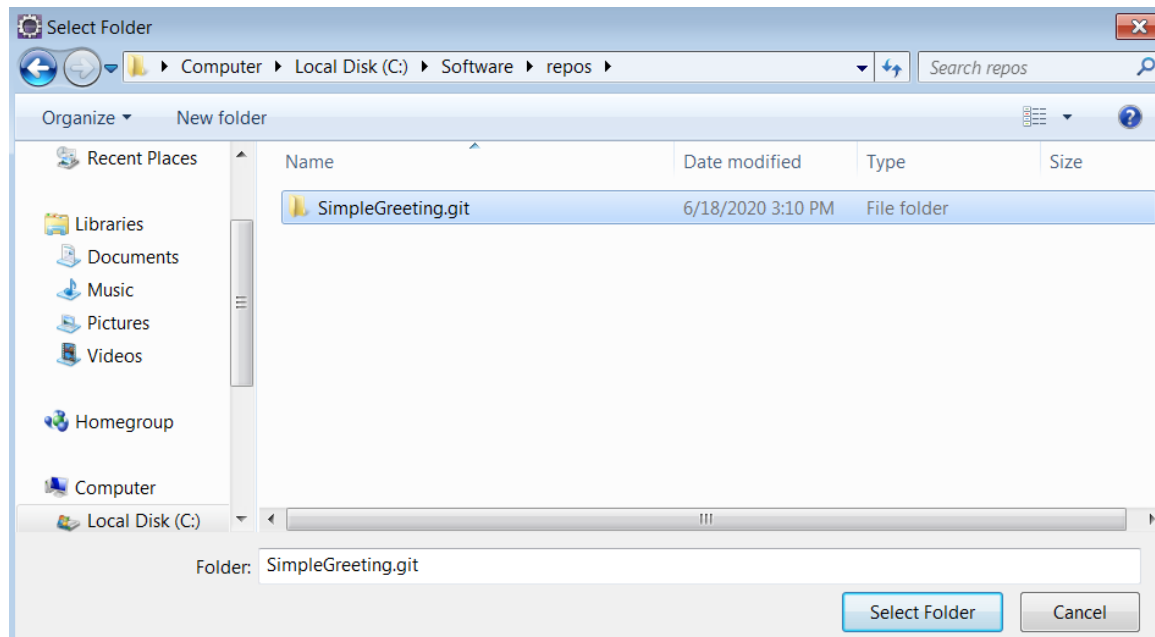 Select Folder
Computer Local Disk (C:) Software repos Search repos
Organize New folder
Recent Places
Libraries
Documents
Music
Pictures
Videos
Homegroup
Computer
Local Disk (C:)
Name Date modified Type Size
SimpleGreeting.git 6/18/2020 3:10 PM File folder
Folder: SimpleGreeting.git
Select Folder Cancel